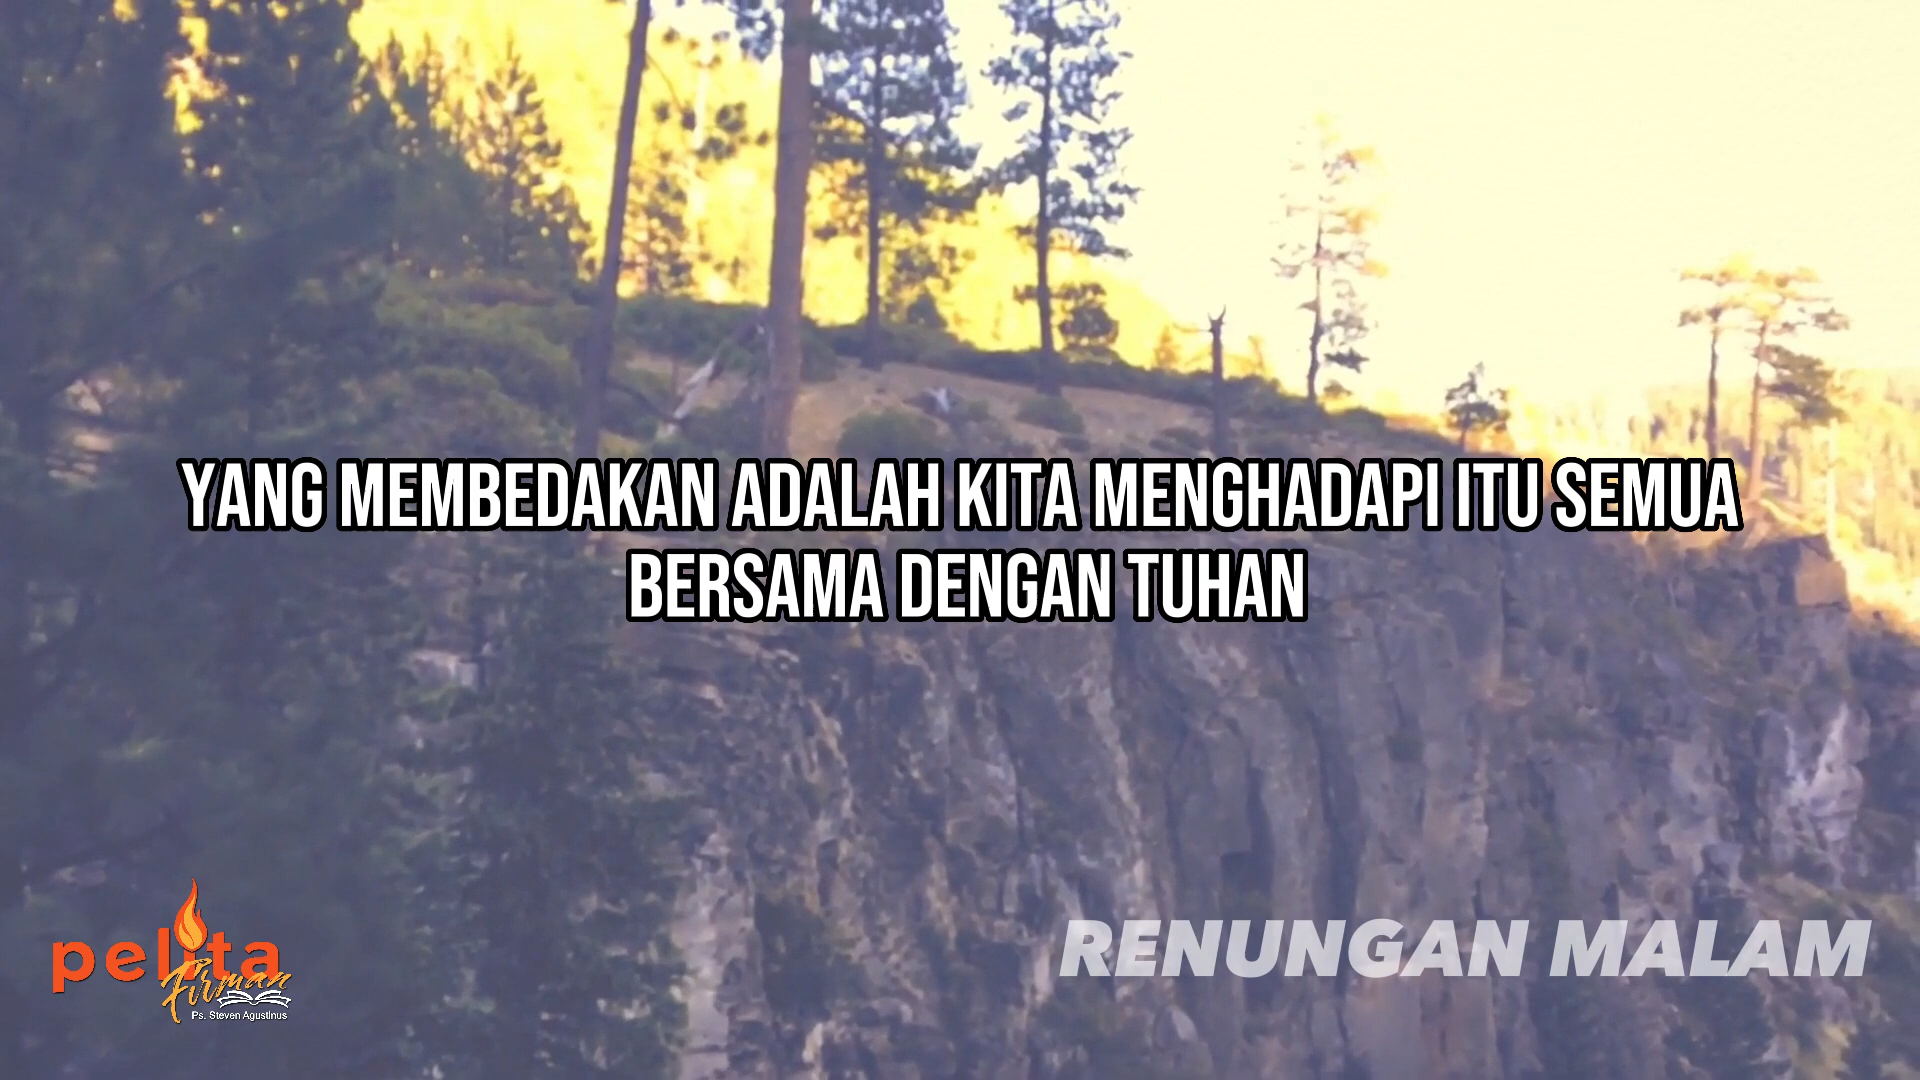 YANG MEMBEDAKAN ADALAH KITA MENGHADAPI ITU SEMUA
BERSAMA DENGAN TUHAN
pelita
Firman
Ps. Steven Agustinus
RENUNGAN MALAM